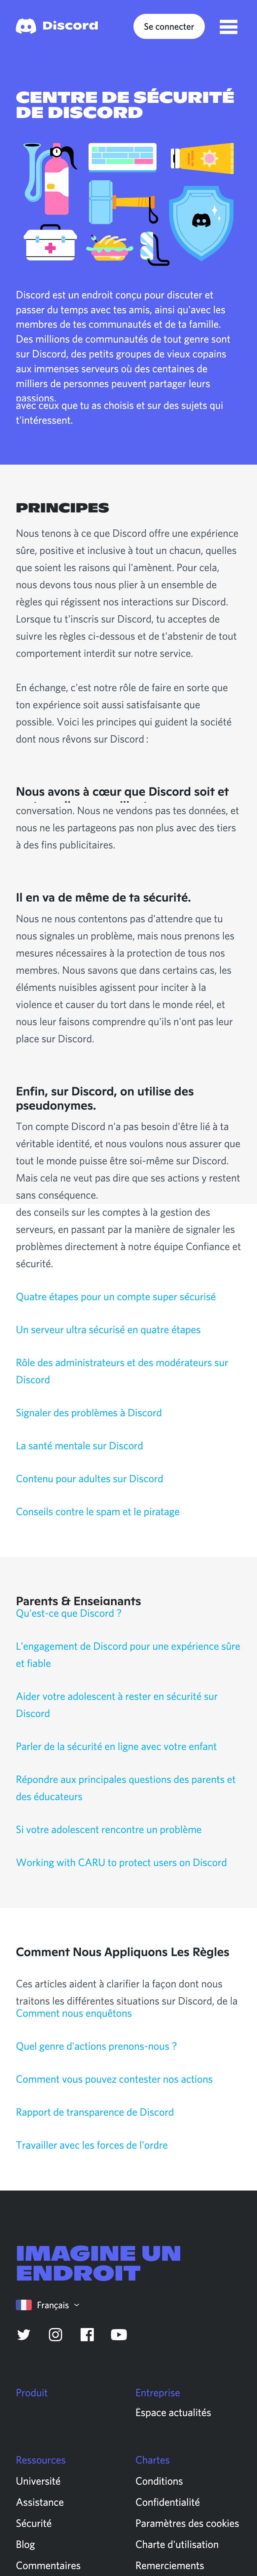 Discord
Se connecter
CENTRE DE SÉCURITÉ
DE DISCORD
Discord est un endroit conçu pour discuter et
passer du temps avec tes amis, ainsi qu'avec les
membres de tes communautés et de ta famille.
Des millions de communautés de tout genre sont
sur Discord, des petits groupes de vieux copains
aux immenses serveurs où des centaines de
milliers de personnes peuvent partager leurs
passions.
avec ceux que tu as choisis et sur des sujets qui
t'intéressent.
PRINCIPES
Nous tenons à ce que Discord offre une expérience
sûre, positive et inclusive à tout un chacun, quelles
que soient les raisons qui l'amènent. Pour cela,
nous devons tous nous plier à un ensemble de
règles qui régissent nos interactions sur Discord.
Lorsque tu t'inscris sur Discord, tu acceptes de
suivre les règles ci-dessous et de t'abstenir de tout
comportement interdit sur notre service.
En échange, c'est notre rôle de faire en sorte que
ton expérience soit aussi satisfaisante que
possible. Voici les principes qui guident la société
dont nous rêvons sur Discord :
Nous avons à cœur que Discord soit et
conversation. Nous ne vendons pas tes données, et
nous ne les partageons pas non plus avec des tiers
à des fins publicitaires.
Il en va de même de ta sécurité.
Nous ne nous contentons pas d'attendre que tu
nous signales un problème, mais nous prenons les
mesures nécessaires à la protection de tous nos
membres. Nous savons que dans certains cas, les
éléments nuisibles agissent pour inciter à la
violence et causer du tort dans le monde réel, et
nous leur faisons comprendre qu'ils n'ont pas leur
place sur Discord.
Enfin, sur Discord, on utilise des
pseudonymes.
Ton compte Discord n'a pas besoin d'être lié à ta
véritable identité, et nous voulons nous assurer que
tout le monde puisse être soi-même sur Discord.
Mais cela ne veut pas dire que ses actions y restent
sans conséquence.
des conseils sur les comptes à la gestion des
serveurs, en passant par la manière de signaler les
problèmes directement à notre équipe Confiance et
sécurité.
Quatre étapes pour un compte super sécurisé
Un serveur ultra sécurisé en quatre étapes
Rôle des administrateurs et des modérateurs sur
Discord
Signaler des problèmes à Discord
La santé mentale sur Discord
Contenu pour adultes sur Discord
Conseils contre le spam et le piratage
Parents & Enseignants
Qu'est-ce que Discord ?
L'engagement de Discord pour une expérience sûre
et fiable
Aider votre adolescent à rester en sécurité sur
Discord
Parler de la sécurité en ligne avec votre enfant
Répondre aux principales questions des parents et
des éducateurs
Si votre adolescent rencontre un problème
Working with CARU to protect users on Discord
Comment Nous Appliquons Les Règles
Ces articles aident à clarifier la façon dont nous
traitons les différentes situations sur Discord, de la
Comment nous enquêtons
Quel genre d'actions prenons-nous ?
Comment vous pouvez contester nos actions
Rapport de transparence de Discord
Travailler avec les forces de l'ordre
IMAGINE UN
ENDROIT
Français
Produit
Entreprise
Espace actualités
Ressources
Chartes
Université
Conditions
Assistance
Confidentialité
Sécurité
Paramètres des cookies
Blog
Charte d'utilisation
Commentaires
Remerciements